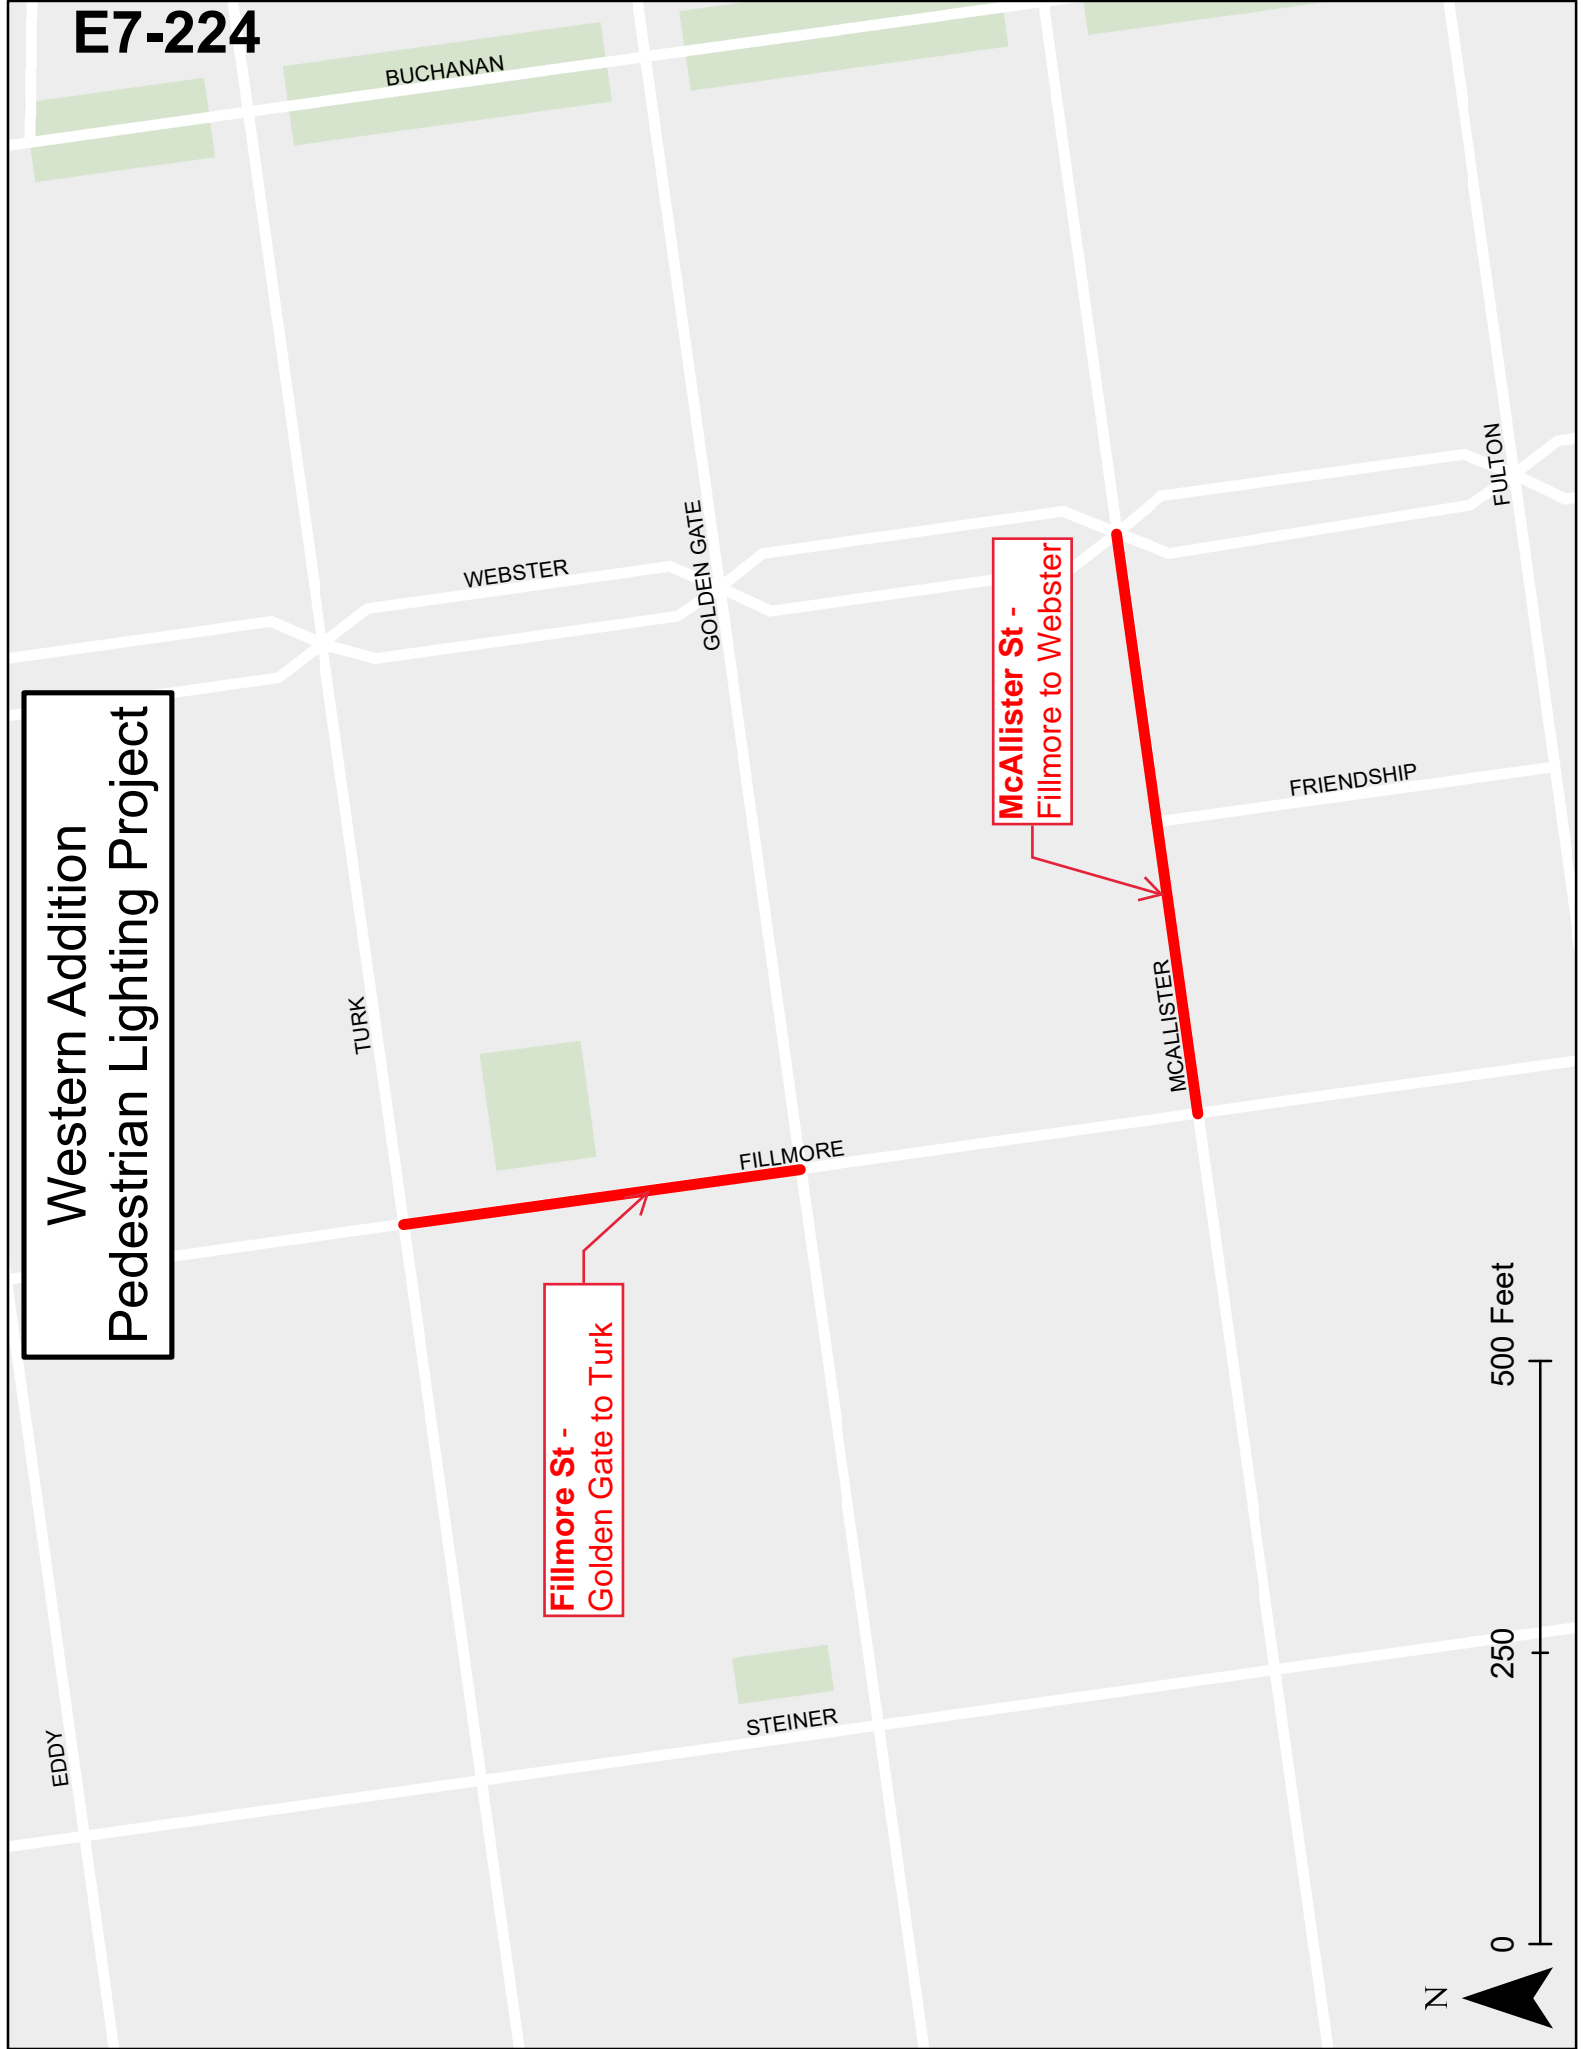 E7-224
Western Addition
Pedestrian Lighting Project
EDDY
TURK
BUCHANAN
WEBSTER
GOLDEN GATE
Fillmore St -
Golden Gate to Turk
FILLMORE
STEINER
McAllister St -
Fillmore to Webster
MCALLISTER
FRIENDSHIP
FULTON
N
0
250
500 Feet